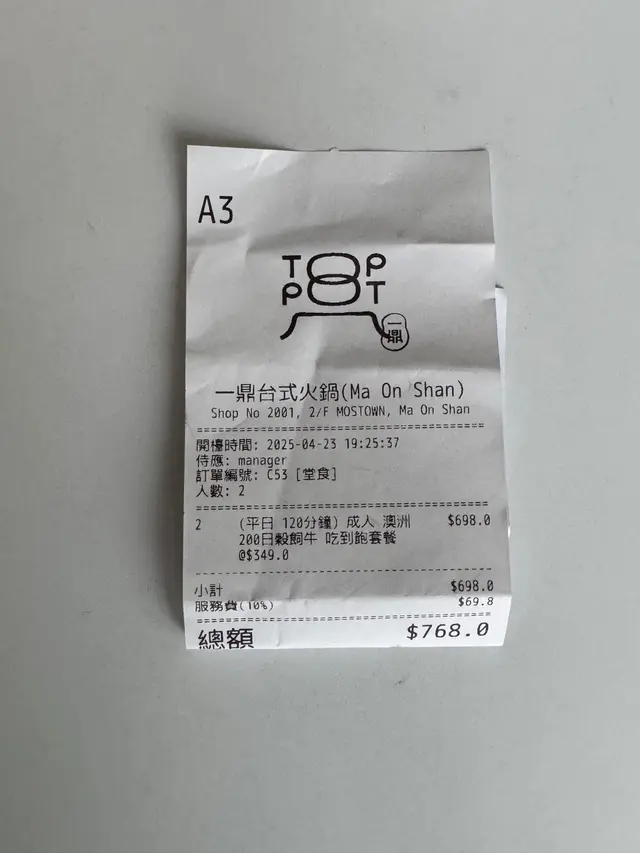 A3
TOP
POT
一鼎
一鼎台式火鍋(Ma On Shan)
Shop No 2001, 2/F MOSTOWN, Ma On Shan
開檯時間: 2025-04-23 19:25:37
侍應: manager
訂單編號: C53 [堂食]
人數: 2
2 (平日 120分鐘) 成人 澳洲 $698.0
200日穀飼牛 吃到飽套餐
@$349.0
小計 $698.0
服務費(10%) $69.8
總額 $768.0